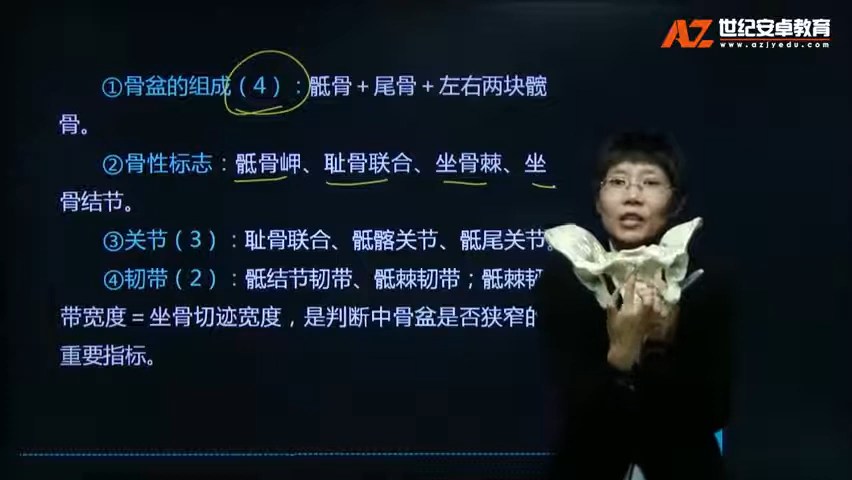 AZ 世纪安卓教育
www.azjyedu.com
①骨盆的组成(4)：骶骨+尾骨+左右两块髋
骨。
②骨性标志：骶骨岬、耻骨联合、坐骨棘、坐
骨结节。
③关节(3)：耻骨联合、骶髂关节、骶尾关节。
④韧带(2)：骶结节韧带、骶棘韧带；骶棘韧
带宽度=坐骨切迹宽度，是判断中骨盆是否狭窄的
重要指标。